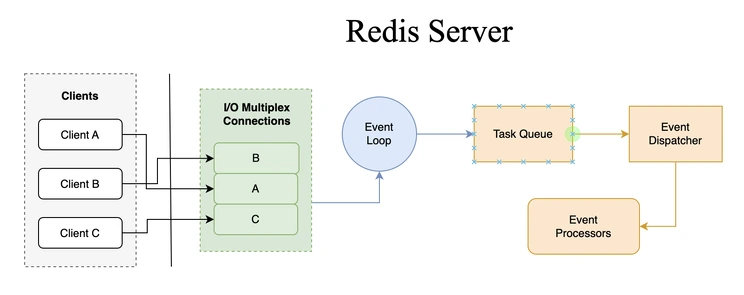 Redis Server
Clients
Client A
Client B
Client C
I/O Multiplex
Connections
B
A
C
Event
Loop
Task Queue
Event
Dispatcher
Event
Processors